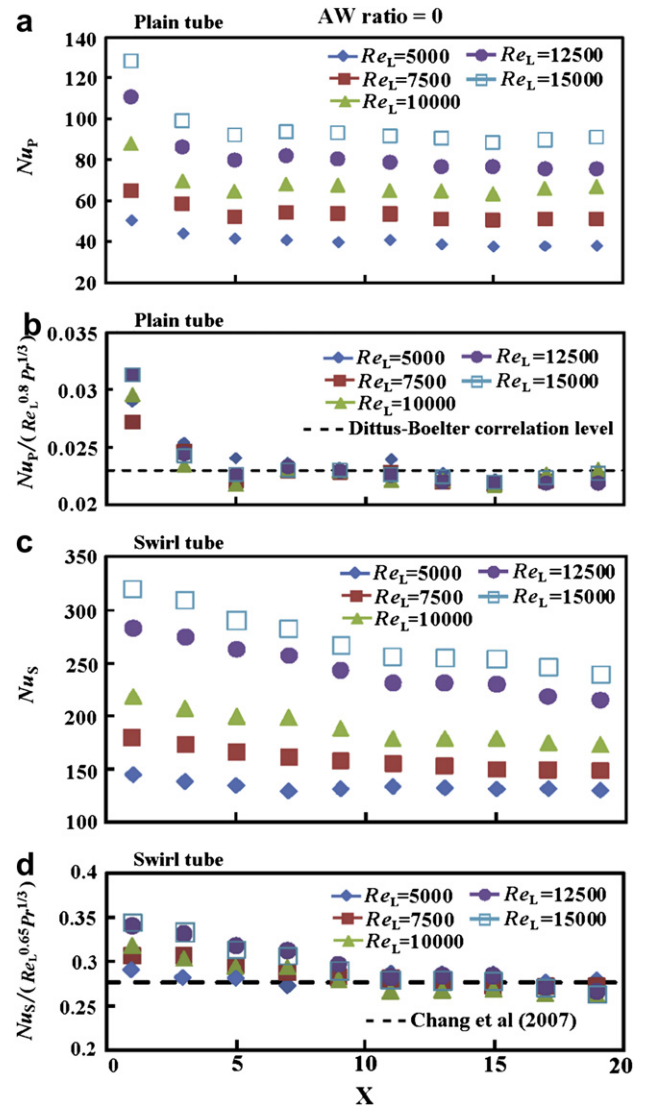 a
Plain tube
AW ratio = 0
140
120
100
80
60
40
20
Nu_P
Re_L=5000
Re_L=12500
Re_L=7500
Re_L=15000
Re_L=10000
b
Plain tube
0.035
0.03
0.025
0.02
Nu_P/(Re_L^0.8 Pr^1/3)
Re_L=5000
Re_L=12500
Re_L=7500
Re_L=15000
Re_L=10000
Dittus-Boelter correlation level
c
Swirl tube
350
300
250
200
150
100
Nu_S
Re_L=5000
Re_L=12500
Re_L=7500
Re_L=15000
Re_L=10000
d
Swirl tube
0.4
0.35
0.3
0.25
0.2
Nu_S/(Re_L^0.65 Pr^1/3)
Re_L=5000
Re_L=12500
Re_L=7500
Re_L=15000
Re_L=10000
Chang et al (2007)
0 5 10 15 20
X